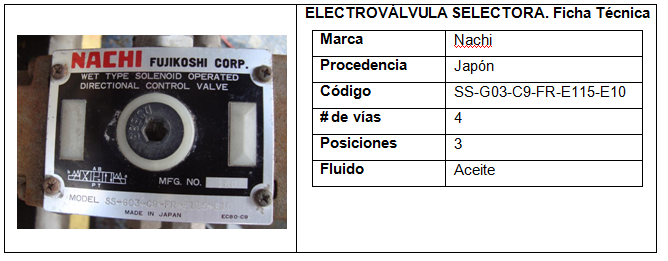 ELECTROVÁLVULA SELECTORA. Ficha Técnica
NACHI FUJIKOSHI CORP.
WET TYPE SOLENOID OPERATED
DIRECTIONAL CONTROL VALVE
A B
P T
MFG. NO.
MODEL SS-G03-C9-FR-
MADE IN JAPAN
EC80-C9
Marca Nachi
Procedencia Japón
Código SS-G03-C9-FR-E115-E10
# de vías 4
Posiciones 3
Fluido Aceite